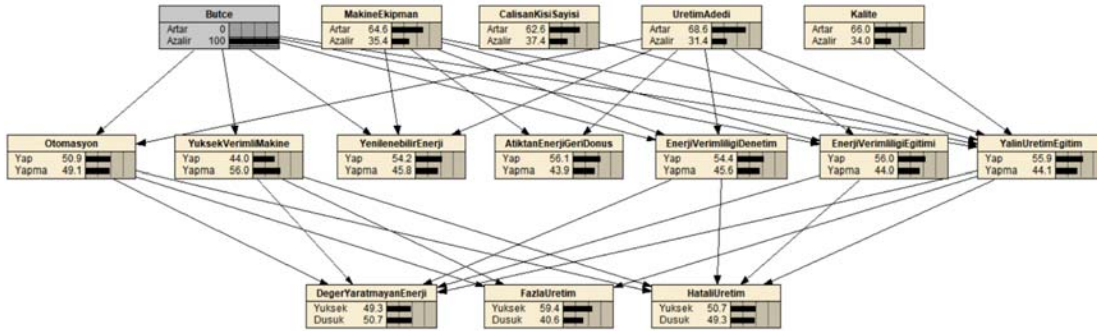 Butce
Artar 0
Azalir 100
MakineEkipman
Artar 64.6
Azalir 35.4
CalisanKisiSayisi
Artar 62.6
Azalir 37.4
UretimAdedi
Artar 68.6
Azalir 31.4
Kalite
Artar 66.0
Azalir 34.0
Otomasyon
Yap 50.9
Yapma 49.1
YuksekVerimliMakine
Yap 44.0
Yapma 56.0
YenilenebilirEnerji
Yap 54.2
Yapma 45.8
AtiktanEnerjiGeriDonus
Yap 56.1
Yapma 43.9
EnerjiVerimliligiDenetim
Yap 54.4
Yapma 45.6
EnerjiVerimliligiEgitimi
Yap 56.0
Yapma 44.0
YalinUretimEgitim
Yap 55.9
Yapma 44.1
DegerYaratmayanEnerji
Yuksek 49.3
Dusuk 50.7
FazlaUretim
Yuksek 59.4
Dusuk 40.6
HataliUretim
Yuksek 50.7
Dusuk 49.3